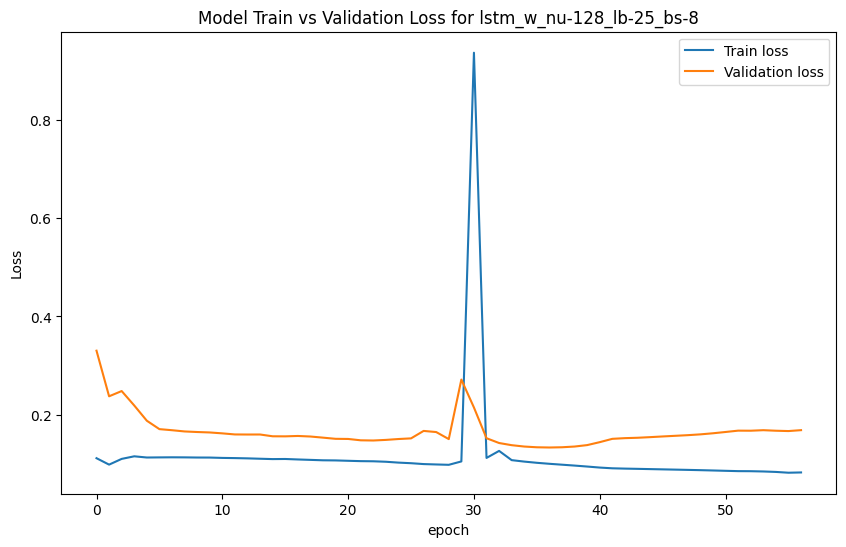 Model Train vs Validation Loss for lstm_w_nu-128_lb-25_bs-8
Train loss
Validation loss
0.8
0.6
0.4
0.2
Loss
0 10 20 30 40 50
epoch